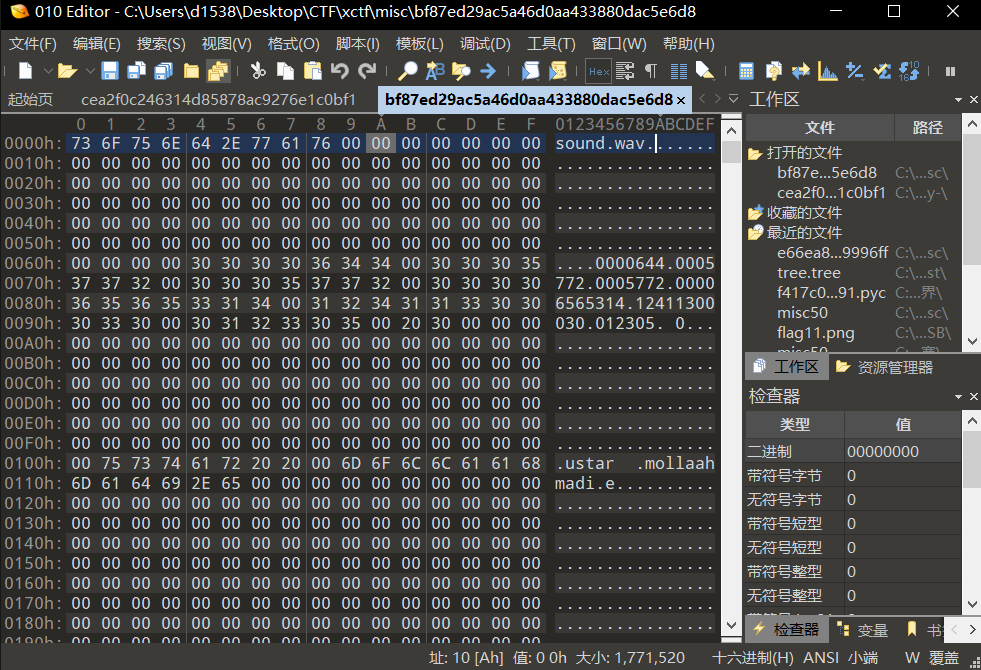 010 Editor - C:\Users\d1538\Desktop\CTF\xctf\misc\bf87ed29ac5a46d0aa433880dac5e6d8
文件(F) 编辑(E) 搜索(S) 视图(V) 格式(O) 脚本(I) 模板(L) 调试(D) 工具(T) 窗口(W) 帮助(H)
起始页 cea2f0c246314d85878ac9276e1c0bf1 bf87ed29ac5a46d0aa433880dac5e6d8 × 工作区
0 1 2 3 4 5 6 7 8 9 A B C D E F 0123456789ABCDEF
0000h: 73 6F 75 6E 64 2E 77 61 76 00 00 00 00 00 00 00 sound.wav.......
0010h: 00 00 00 00 00 00 00 00 00 00 00 00 00 00 00 00 ................
0020h: 00 00 00 00 00 00 00 00 00 00 00 00 00 00 00 00 ................
0030h: 00 00 00 00 00 00 00 00 00 00 00 00 00 00 00 00 ................
0040h: 00 00 00 00 00 00 00 00 00 00 00 00 00 00 00 00 ................
0050h: 00 00 00 00 00 00 00 00 00 00 00 00 00 00 00 00 ................
0060h: 00 00 00 00 30 30 30 30 36 34 34 00 30 30 30 35 ....0000644.0005
0070h: 37 37 32 00 30 30 30 35 37 37 32 00 30 30 30 30 772.0005772.0000
0080h: 36 35 36 35 33 31 34 00 31 32 34 31 31 33 30 30 6565314.12411300
0090h: 30 33 30 00 30 31 32 33 30 35 00 20 30 00 00 00 030.012305. 0...
00A0h: 00 00 00 00 00 00 00 00 00 00 00 00 00 00 00 00 ................
00B0h: 00 00 00 00 00 00 00 00 00 00 00 00 00 00 00 00 ................
00C0h: 00 00 00 00 00 00 00 00 00 00 00 00 00 00 00 00 ................
00D0h: 00 00 00 00 00 00 00 00 00 00 00 00 00 00 00 00 ................
00E0h: 00 00 00 00 00 00 00 00 00 00 00 00 00 00 00 00 ................
00F0h: 00 00 00 00 00 00 00 00 00 00 00 00 00 00 00 00 ................
0100h: 00 75 73 74 61 72 20 20 00 6D 6F 6C 6C 61 61 68 .ustar  .mollaah
0110h: 6D 61 64 69 2E 65 00 00 00 00 00 00 00 00 00 00 madi.e..........
0120h: 00 00 00 00 00 00 00 00 00 00 00 00 00 00 00 00 ................
0130h: 00 00 00 00 00 00 00 00 00 00 00 00 00 00 00 00 ................
0140h: 00 00 00 00 00 00 00 00 00 00 00 00 00 00 00 00 ................
0150h: 00 00 00 00 00 00 00 00 00 00 00 00 00 00 00 00 ................
0160h: 00 00 00 00 00 00 00 00 00 00 00 00 00 00 00 00 ................
0170h: 00 00 00 00 00 00 00 00 00 00 00 00 00 00 00 00 ................
0180h: 00 00 00 00 00 00 00 00 00 00 00 00 00 00 00 00 ................
文件 路径
打开的文件
bf87e...5e6d8 C:\...sc\
cea2f0...1c0bf1 C:\...y-\
收藏的文件
最近的文件
e66ea8...9996ff C:\...sc\
tree.tree C:\...st\
f417c0...91.pyc C:...界\
misc50 C:\...sc\
flag11.png C:\...SB\
工作区 资源管理器
检查器
类型 值
二进制 00000000
带符号字节 0
无符号字节 0
带符号短型 0
无符号短型 0
带符号整型 0
无符号整型 0
检查器 变量 书
址: 10 [Ah] 值: 0 0h 大小: 1,771,520 十六进制(H) ANSI 小端 W 覆盖